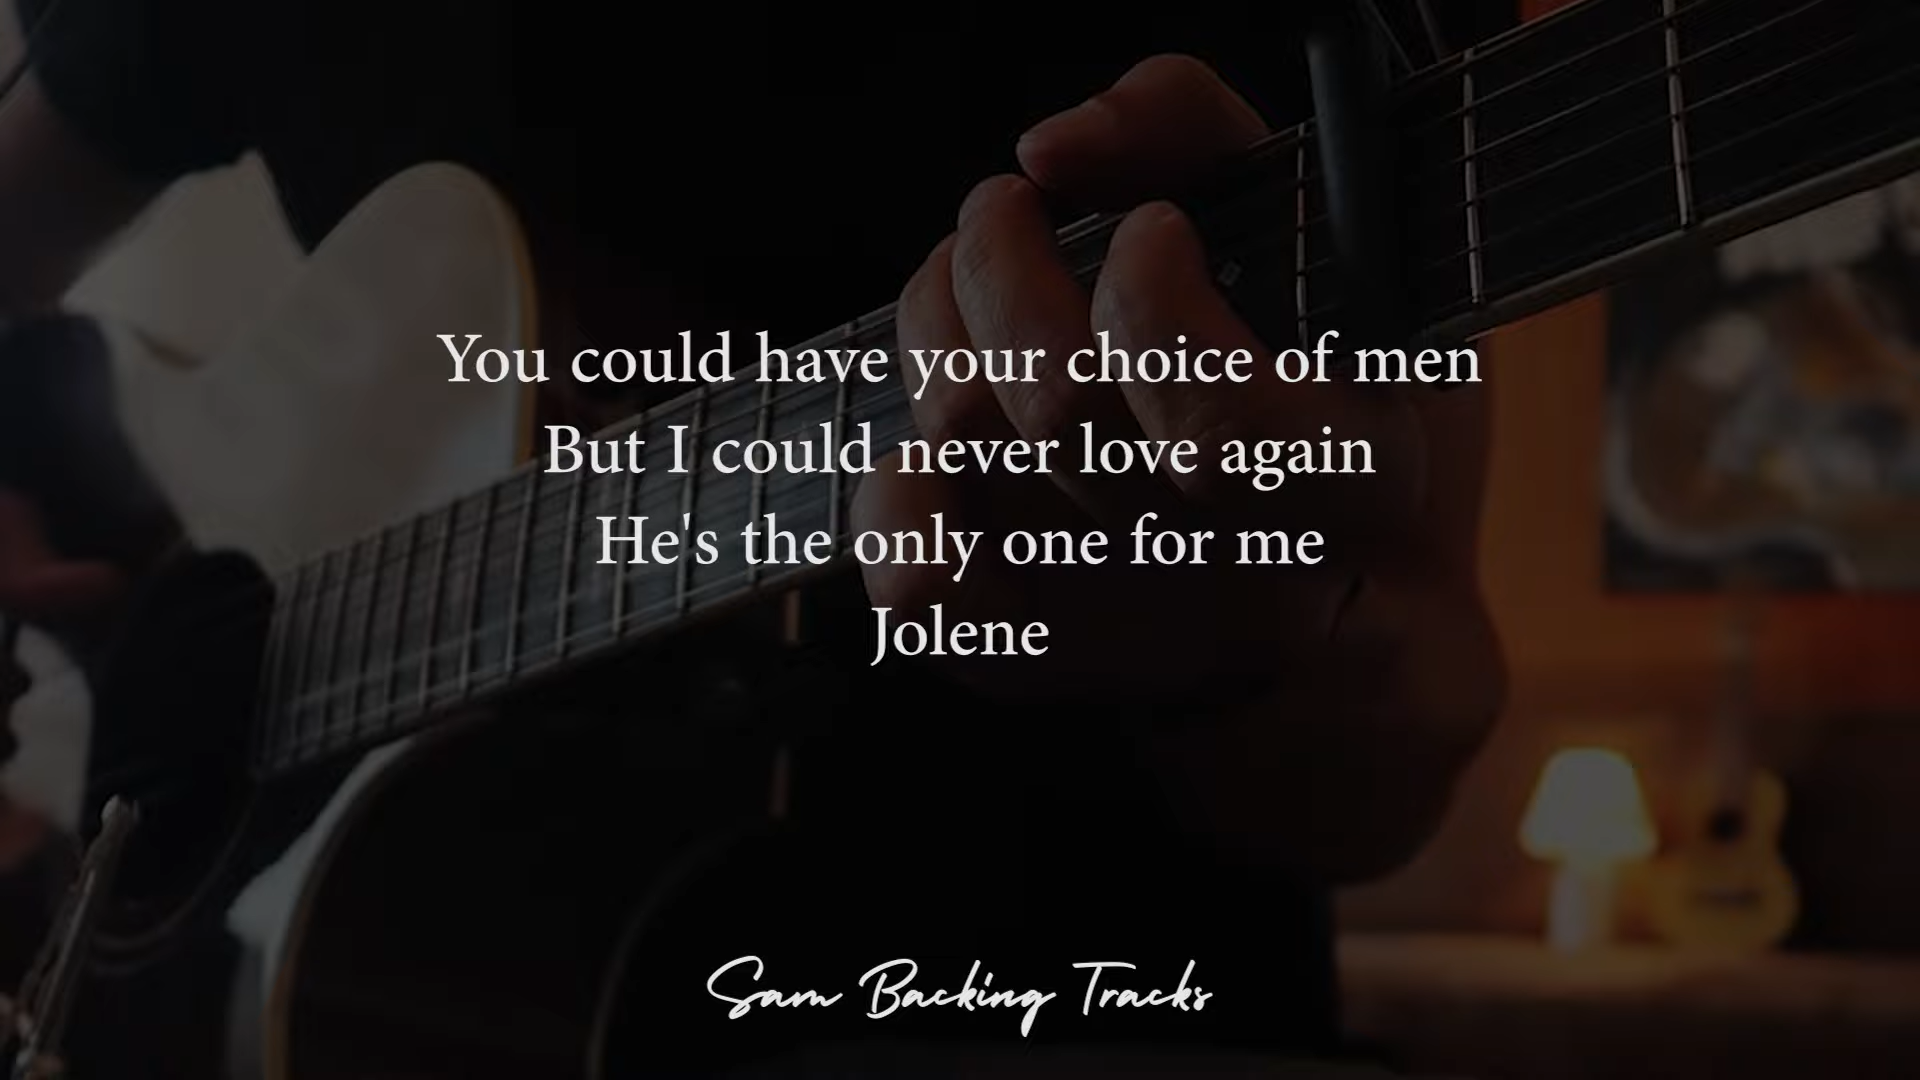 You could have your choice of men
But I could never love again
He's the only one for me
Jolene
Sam Backing Tracks